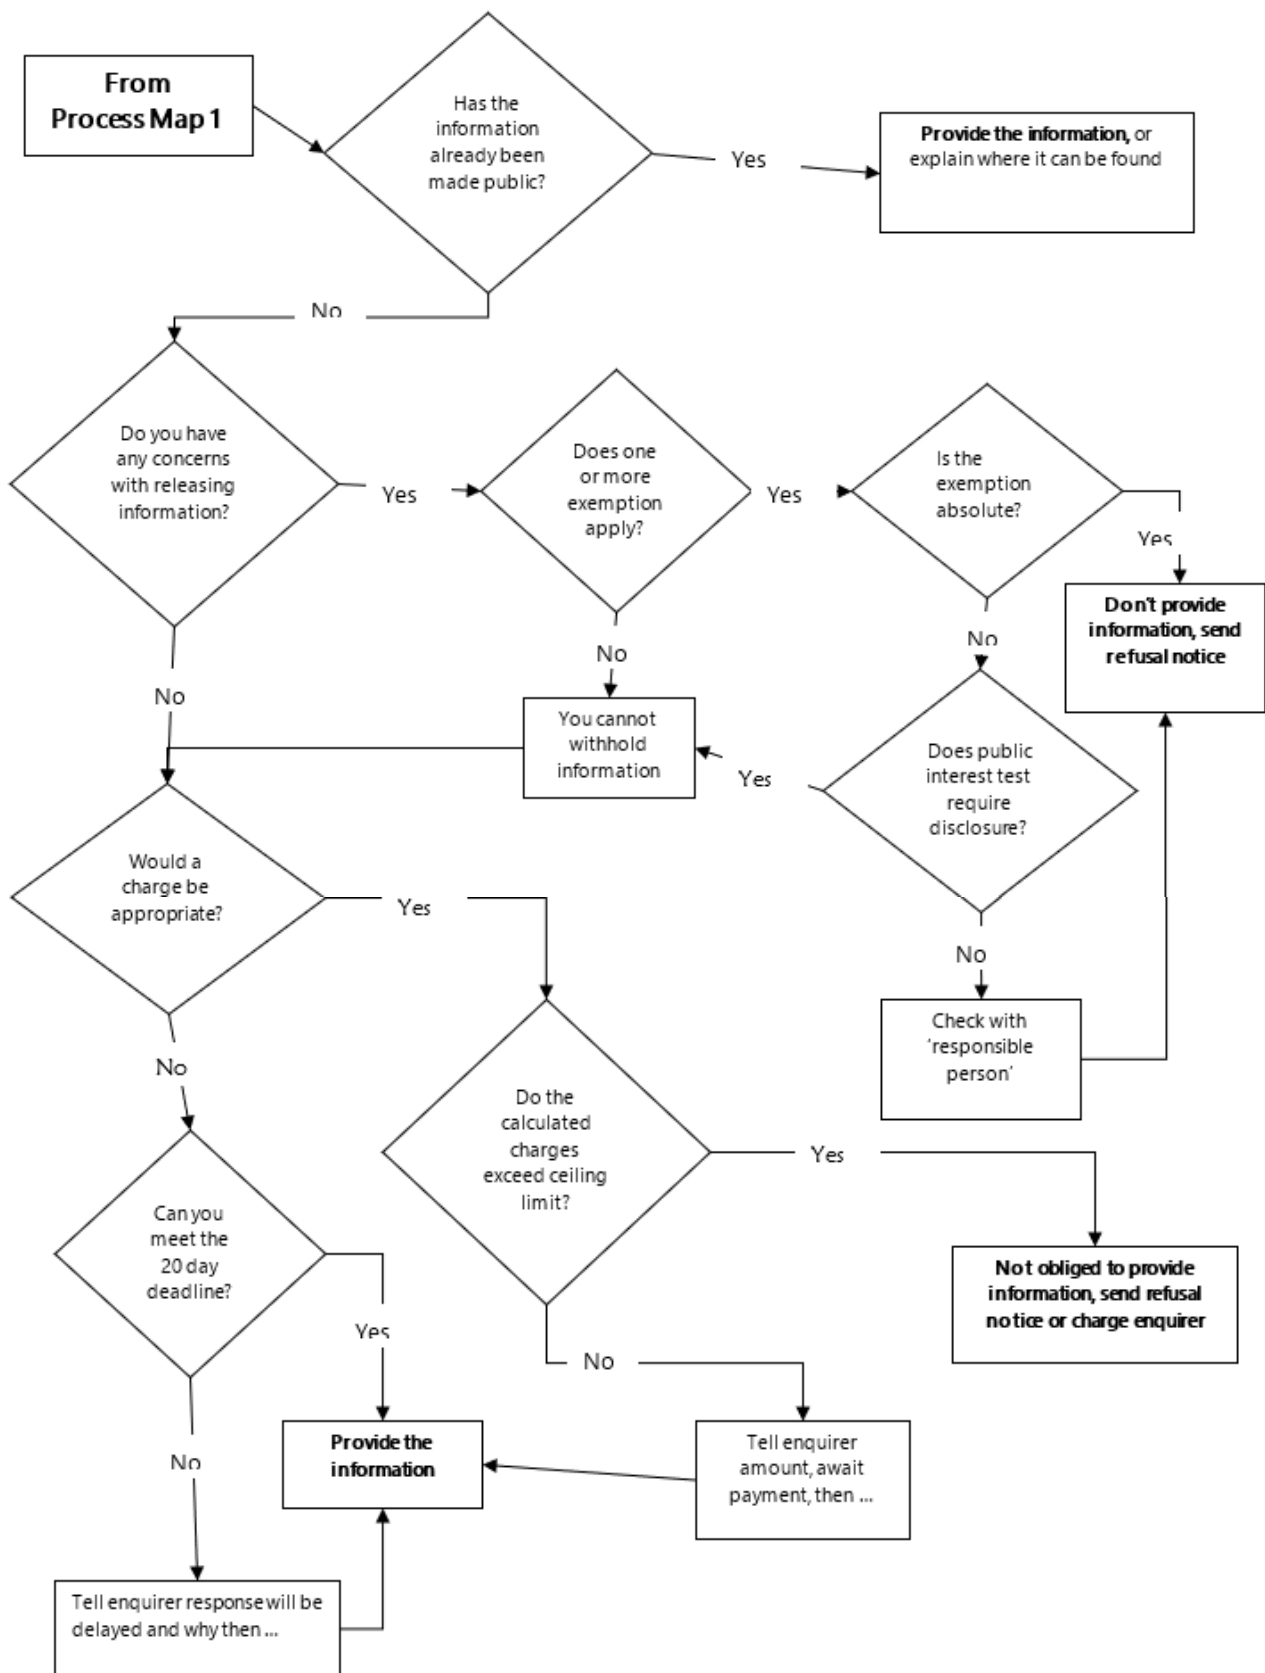 From
Process Map 1
Has the
information
already been
made public?
Yes
Provide the information, or
explain where it can be found
No
Do you have
any concerns
with releasing
information?
Yes
Does one
or more
exemption
apply?
Yes
Is the
exemption
absolute?
Yes
Don't provide
information, send
refusal notice
No
No
No
You cannot
withhold
information
Yes
Does public
interest test
require
disclosure?
Would a
charge be
appropriate?
Yes
No
Check with
‘responsible
person’
No
Do the
calculated
charges
exceed ceiling
limit?
Yes
Can you
meet the
20 day
deadline?
Not obliged to provide
information, send refusal
notice or charge enquirer
Yes
No
No
Provide the
information
Tell enquirer
amount, await
payment, then ...
Tell enquirer response will be
delayed and why then ...